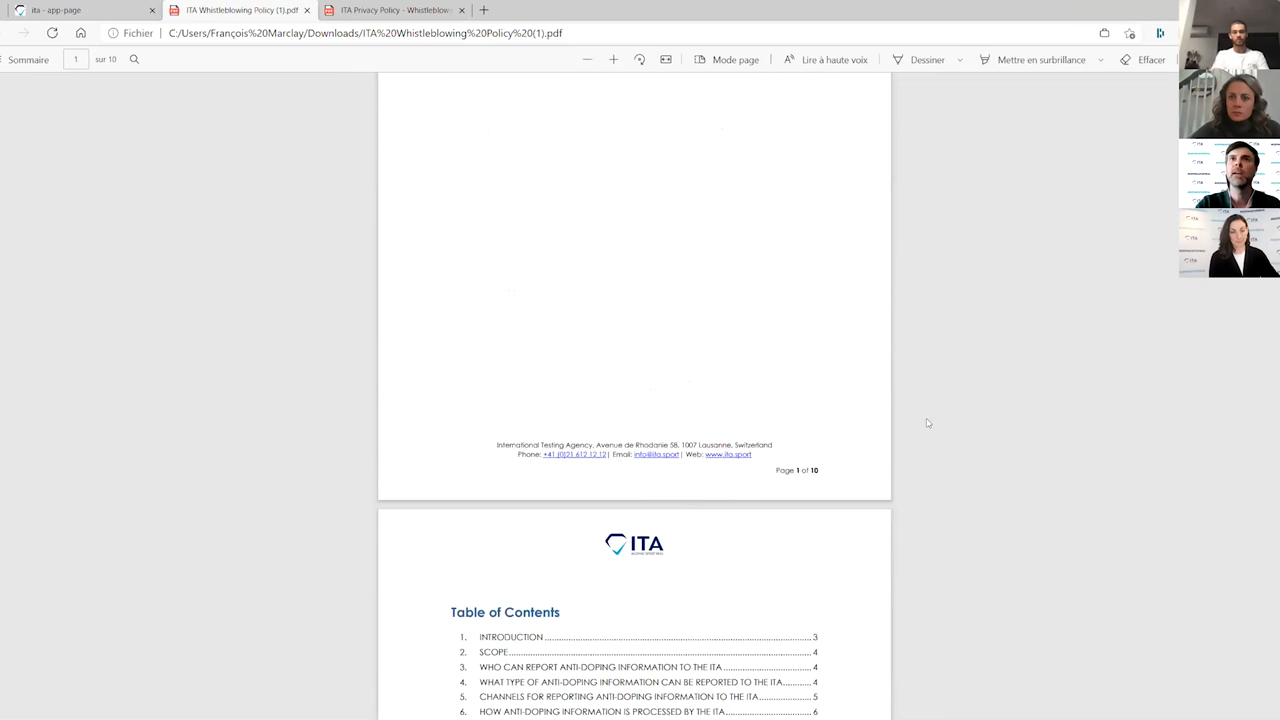 ita - app-page
ITA Whistleblowing Policy (1).pdf
ITA Privacy Policy - Whistleblow
Fichier C:/Users/François%20Marclay/Downloads/ITA%20Whistleblowing%20Policy%20(1).pdf
Sommaire 1 sur 10 Mode page Lire à haute voix Dessiner Mettre en surbrillance Effacer
International Testing Agency, Avenue de Rhodanie 58, 1007 Lausanne, Switzerland
Phone: +41 (0)21 612 12 12 | Email: info@ita.sport | Web: www.ita.sport
Page 1 of 10
ITA
Table of Contents
1. INTRODUCTION 3
2. SCOPE 4
3. WHO CAN REPORT ANTI-DOPING INFORMATION TO THE ITA 4
4. WHAT TYPE OF ANTI-DOPING INFORMATION CAN BE REPORTED TO THE ITA 4
5. CHANNELS FOR REPORTING ANTI-DOPING INFORMATION TO THE ITA 5
6. HOW ANTI-DOPING INFORMATION IS PROCESSED BY THE ITA 6